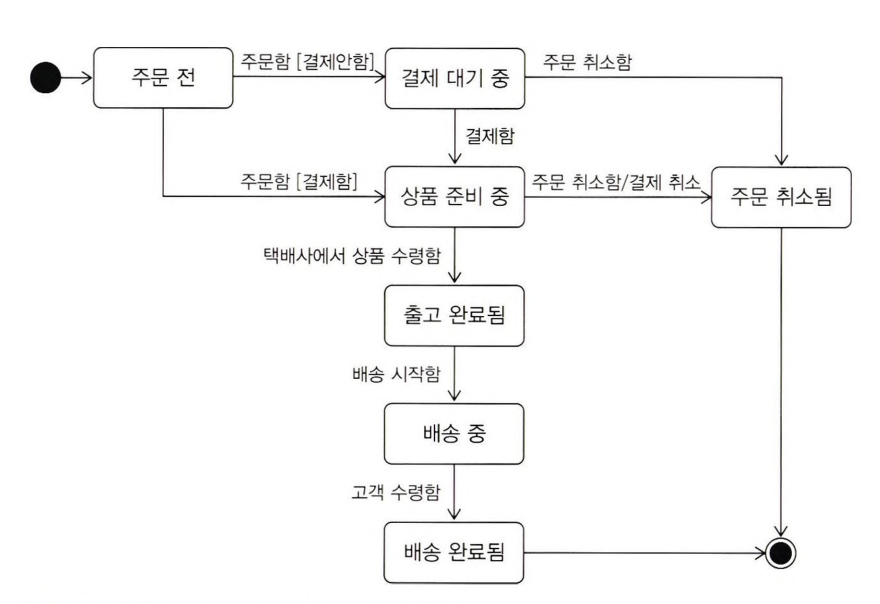 주문 전
주문함 [결제안함]
결제 대기 중
주문 취소함
결제함
주문함 [결제함]
상품 준비 중
주문 취소함/결제 취소
주문 취소됨
택배사에서 상품 수령함
출고 완료됨
배송 시작함
배송 중
고객 수령함
배송 완료됨